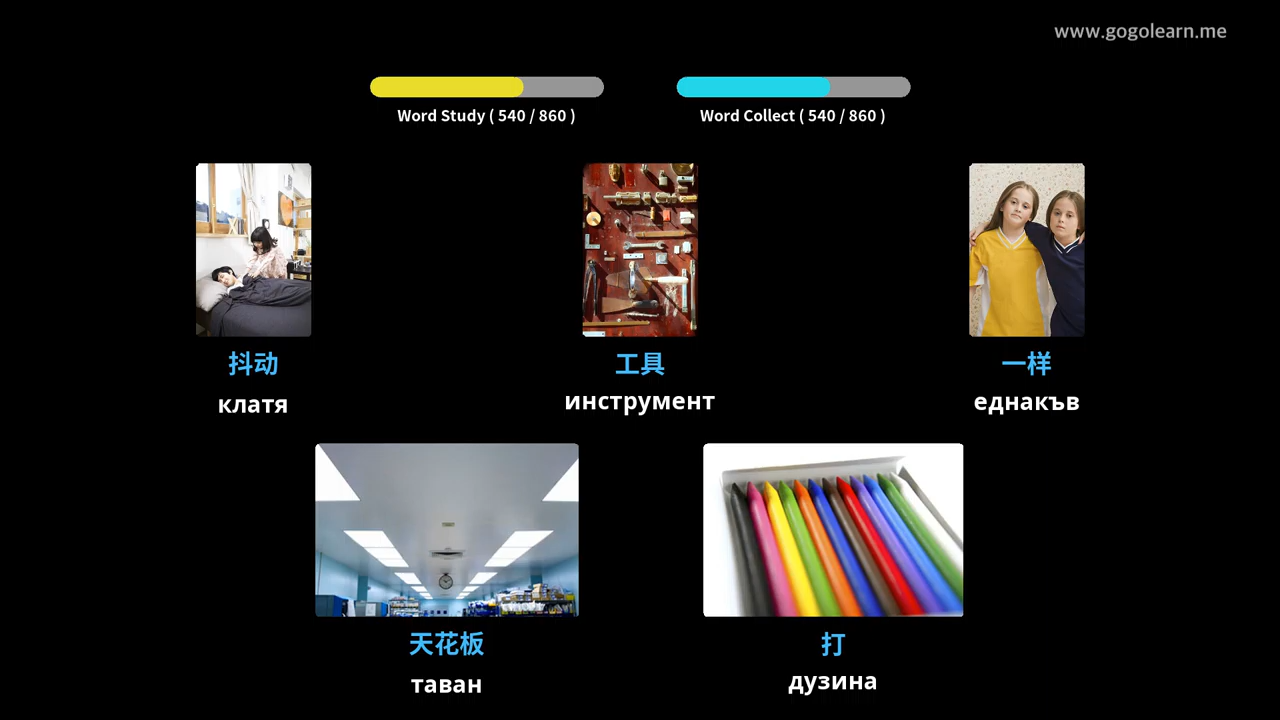 www.gogolearn.me
Word Study ( 540 / 860 )
Word Collect ( 540 / 860 )
抖动
клатя
工具
инструмент
一样
еднакъв
天花板
таван
打
дузина